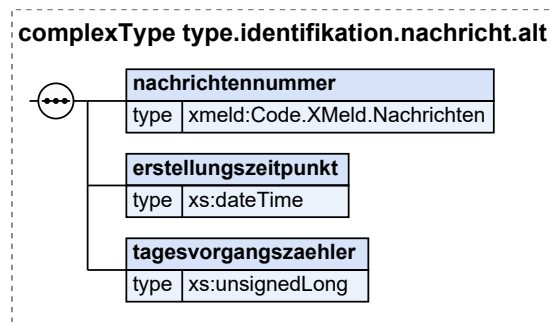 complexType type.identifikation.nachricht.alt
nachrichtennummer
type xmeld:Code.XMeld.Nachrichten
erstellungszeitpunkt
type xs:dateTime
tagesvorgangszaehler
type xs:unsignedLong